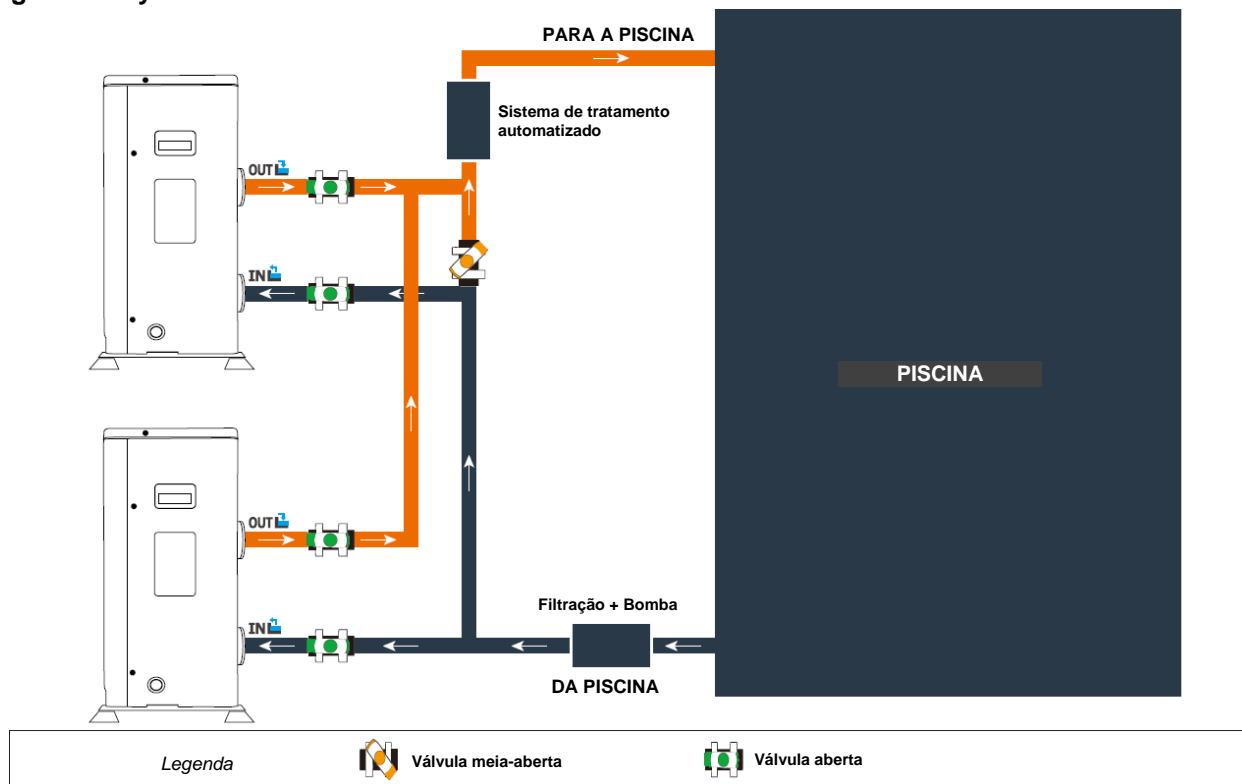 PARA A PISCINA
Sistema de tratamento
automatizado
OUT
IN
PISCINA
OUT
IN
Filtração + Bomba
DA PISCINA
Legenda
Válvula meia-aberta
Válvula aberta